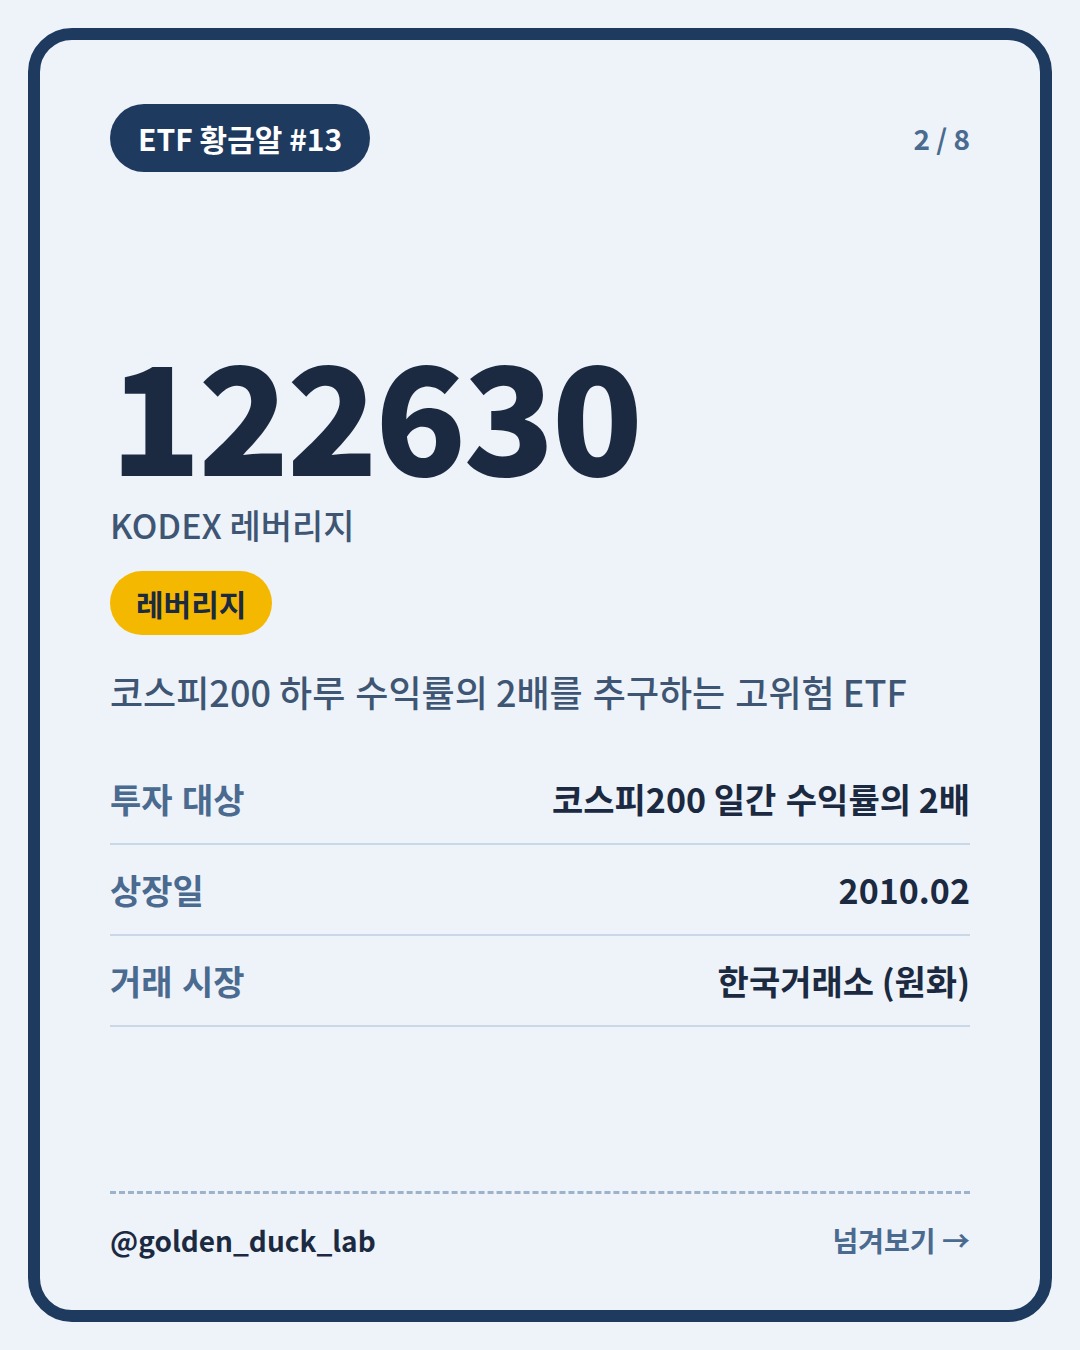 ETF 황금알 #13
2 / 8
122630
KODEX 레버리지
레버리지
코스피200 하루 수익률의 2배를 추구하는 고위험 ETF
투자 대상 코스피200 일간 수익률의 2배
상장일 2010.02
거래 시장 한국거래소 (원화)
@golden_duck_lab
넘겨보기 →